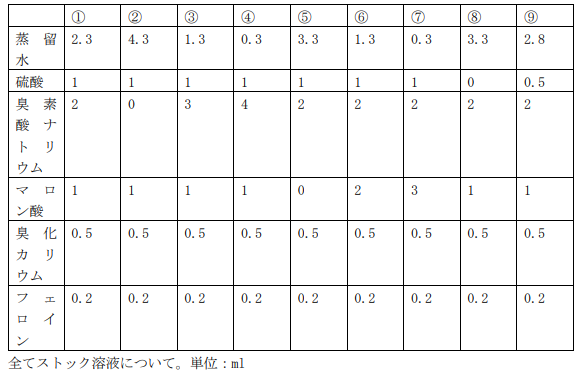 ① ② ③ ④ ⑤ ⑥ ⑦ ⑧ ⑨
蒸留 2.3 4.3 1.3 0.3 3.3 1.3 0.3 3.3 2.8
水
硫酸 1 1 1 1 1 1 1 0 0.5
臭素 2 0 3 4 2 2 2 2 2
酸ナ
トリ
ウム
マロ 1 1 1 1 0 2 3 1 1
ン酸
臭化 0.5 0.5 0.5 0.5 0.5 0.5 0.5 0.5 0.5
カリ
ウム
フェ 0.2 0.2 0.2 0.2 0.2 0.2 0.2 0.2 0.2
ロイ
ン
全てストック溶液について。単位：ml